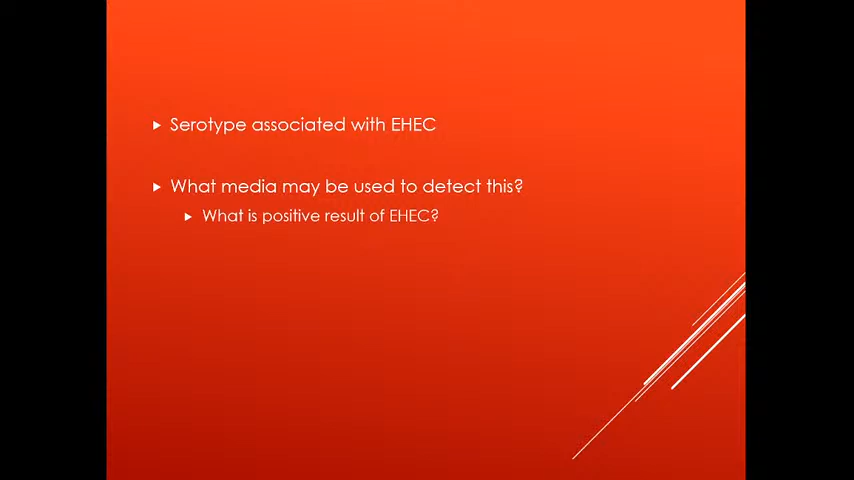 Serotype associated with EHEC
What media may be used to detect this?
What is positive result of EHEC?